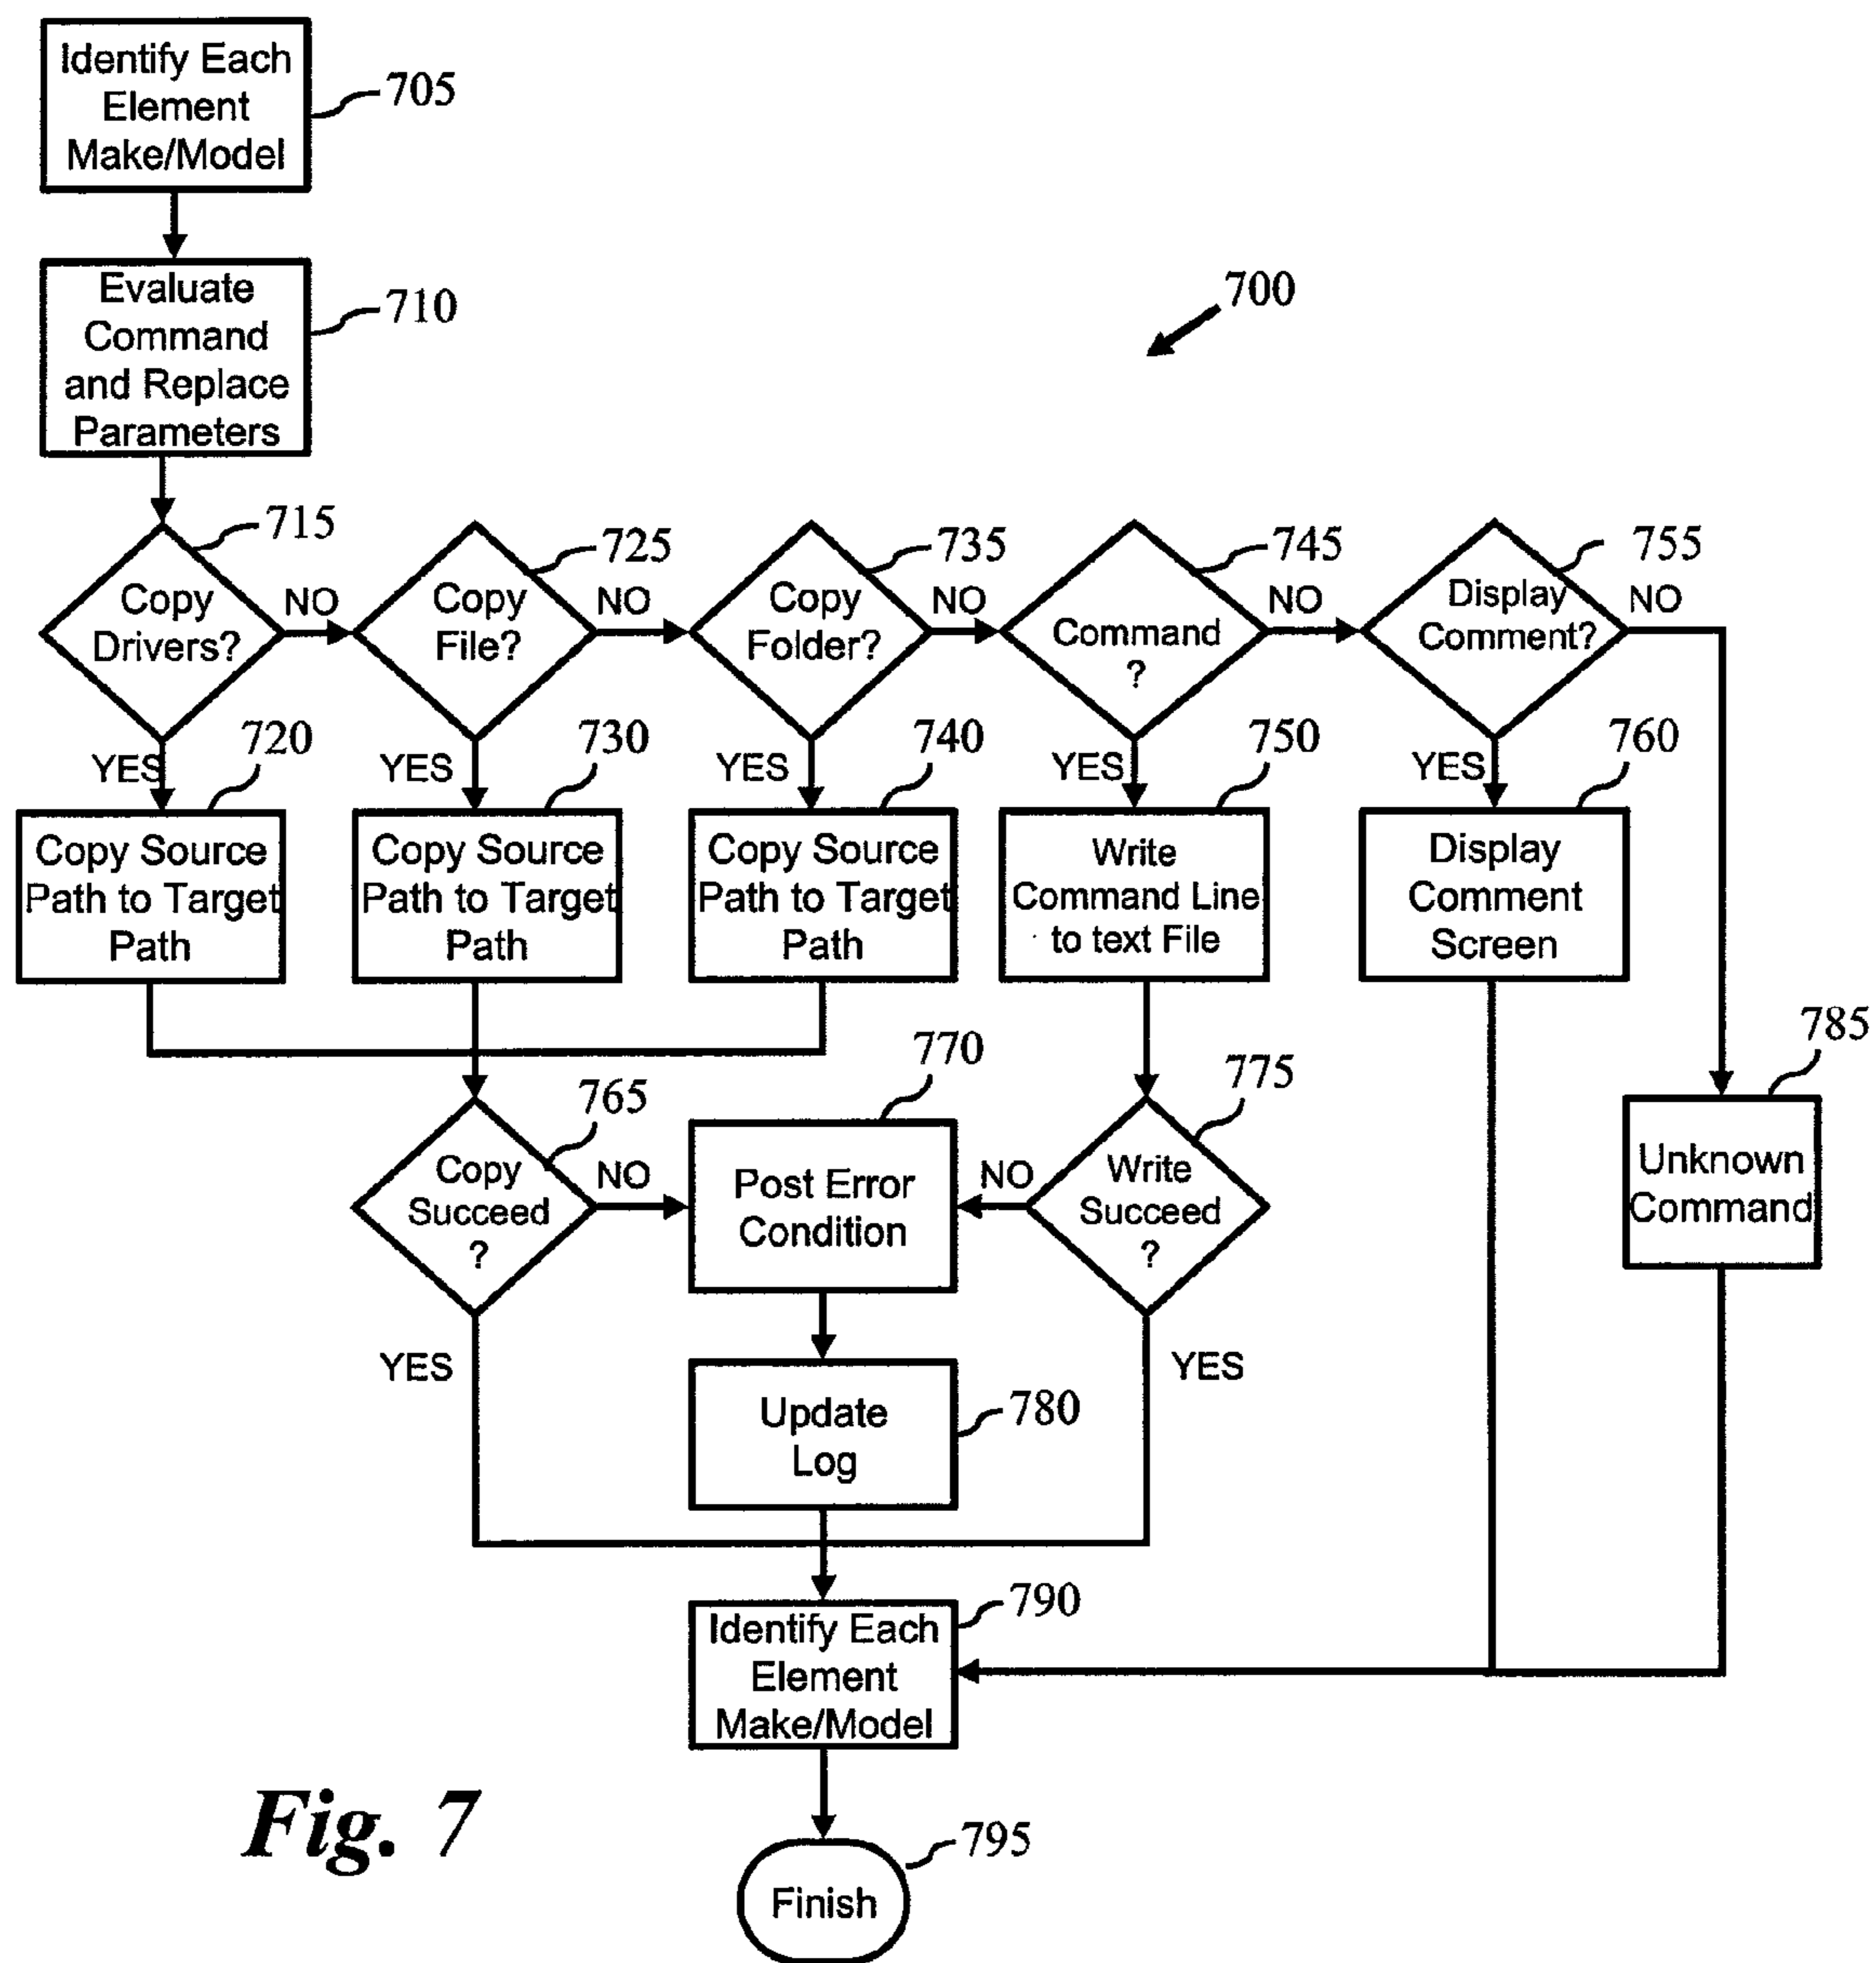 Identify Each
Element
Make/Model
705
Evaluate
Command
and Replace
Parameters
710
700
715
Copy
Drivers?
NO
725
Copy
File?
NO
735
Copy
Folder?
NO
745
Command
?
NO
755
Display
Comment?
NO
YES
720
YES
730
YES
740
YES
750
YES
760
Copy Source
Path to Target
Path
Copy Source
Path to Target
Path
Copy Source
Path to Target
Path
Write
Command Line
to text File
Display
Comment
Screen
765
Copy
Succeed
?
NO
770
Post Error
Condition
NO
775
Write
Succeed
?
785
Unknown
Command
YES
YES
Update
Log
780
Identify Each
Element
Make/Model
790
Fig. 7
Finish
795